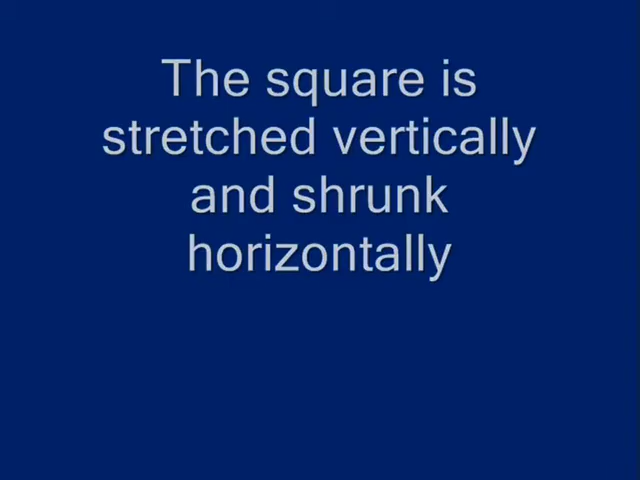 The square is
stretched vertically
and shrunk
horizontally